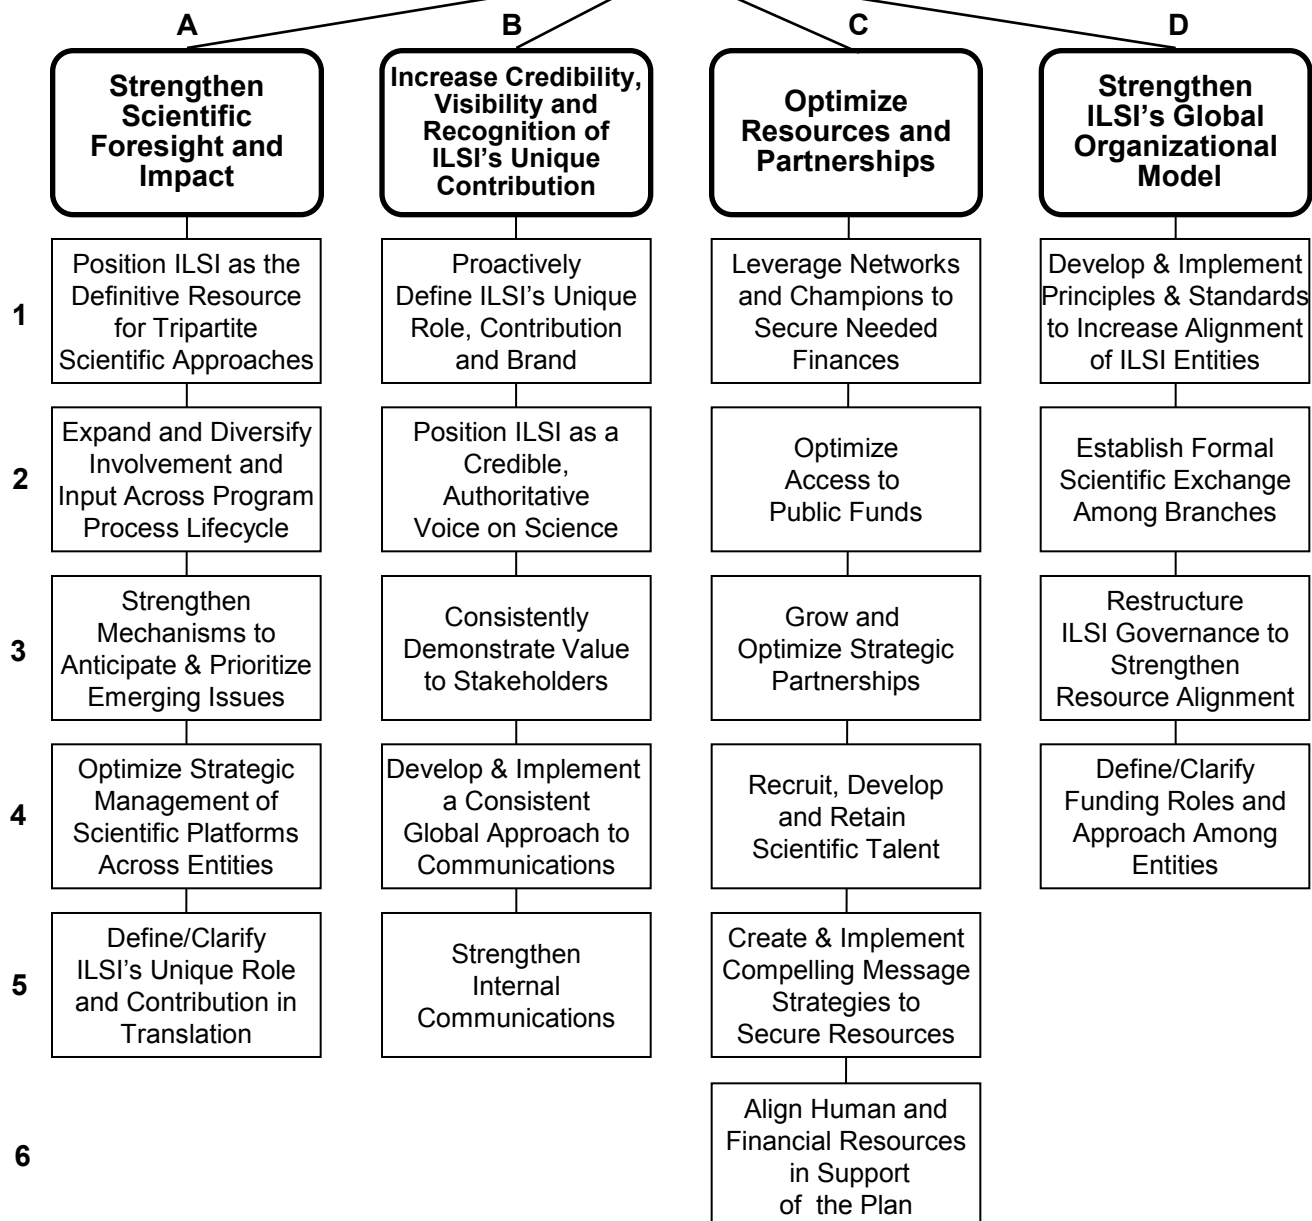 A
B
C
D
Strengthen
Scientific
Foresight and
Impact
Increase Credibility,
Visibility and
Recognition of
ILSI's Unique
Contribution
Optimize
Resources and
Partnerships
Strengthen
ILSI's Global
Organizational
Model
1
Position ILSI as the
Definitive Resource
for Tripartite
Scientific Approaches
Proactively
Define ILSI's Unique
Role, Contribution
and Brand
Leverage Networks
and Champions to
Secure Needed
Finances
Develop & Implement
Principles & Standards
to Increase Alignment
of ILSI Entities
2
Expand and Diversify
Involvement and
Input Across Program
Process Lifecycle
Position ILSI as a
Credible,
Authoritative
Voice on Science
Optimize
Access to
Public Funds
Establish Formal
Scientific Exchange
Among Branches
3
Strengthen
Mechanisms to
Anticipate & Prioritize
Emerging Issues
Consistently
Demonstrate Value
to Stakeholders
Grow and
Optimize Strategic
Partnerships
Restructure
ILSI Governance to
Strengthen
Resource Alignment
4
Optimize Strategic
Management of
Scientific Platforms
Across Entities
Develop & Implement
a Consistent
Global Approach to
Communications
Recruit, Develop
and Retain
Scientific Talent
Define/Clarify
Funding Roles and
Approach Among
Entities
5
Define/Clarify
ILSI's Unique Role
and Contribution in
Translation
Strengthen
Internal
Communications
Create & Implement
Compelling Message
Strategies to
Secure Resources
6
Align Human and
Financial Resources
in Support
of the Plan